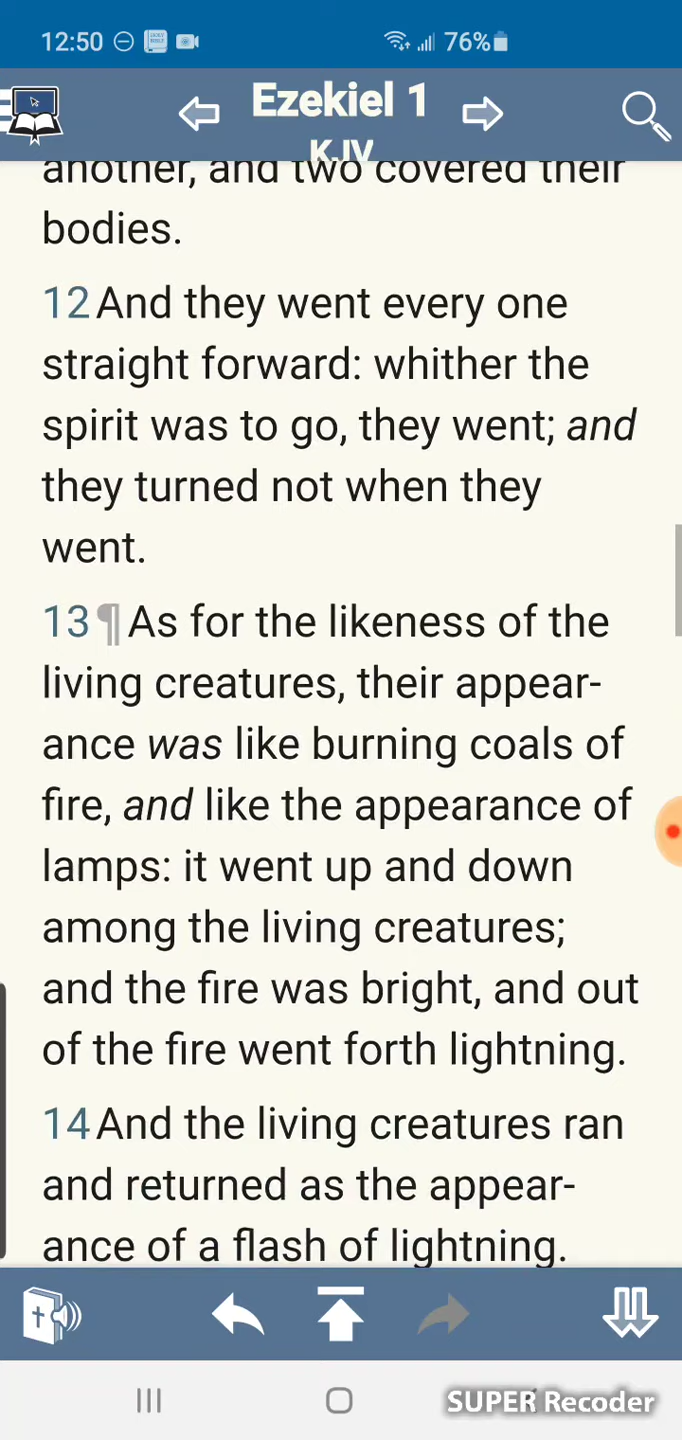 12:50 76%
Ezekiel 1
KJV
another, and two covered their
bodies.
12 And they went every one
straight forward: whither the
spirit was to go, they went; and
they turned not when they
went.
13 ¶ As for the likeness of the
living creatures, their appear-
ance was like burning coals of
fire, and like the appearance of
lamps: it went up and down
among the living creatures;
and the fire was bright, and out
of the fire went forth lightning.
14 And the living creatures ran
and returned as the appear-
ance of a flash of lightning.
SUPER Recoder